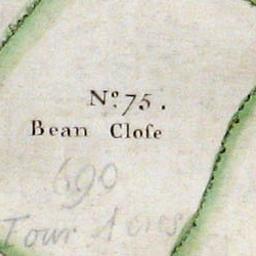 Nº 75.
Bean Cloſe
690
Four Acres